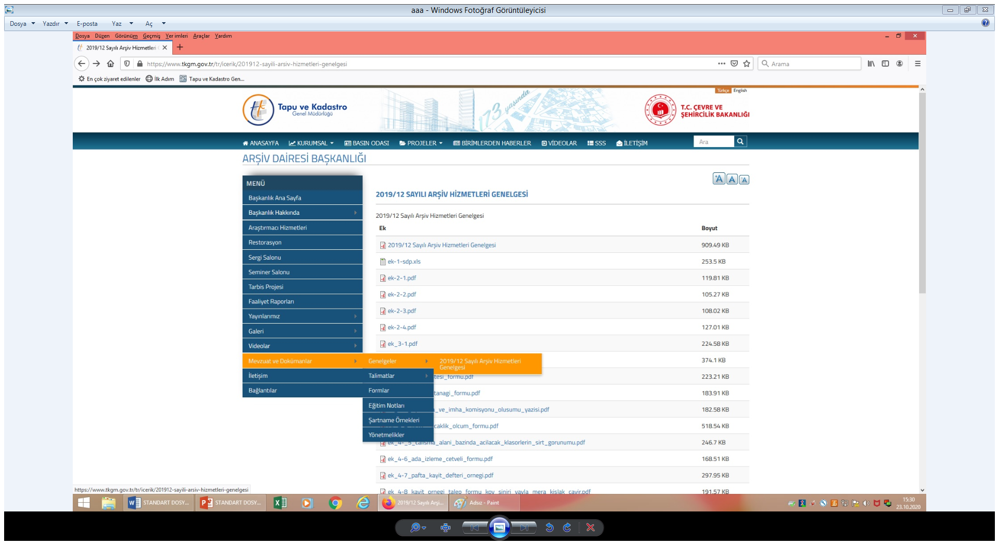 aaa - Windows Fotoğraf Görüntüleyicisi
Dosya Yazdır E-posta Yaz Aç
Dosya Düzen Görünüm Geçmiş Yer imleri Araçlar Yardım
2019/12 Sayılı Arşiv Hizmetleri
https://www.tkgm.gov.tr/tr/icerik/201912-sayili-arsiv-hizmetleri-genelgesi
Arama
En çok ziyaret edilenler İlk Adım Tapu ve Kadastro Gen...
Türkçe English
Tapu ve Kadastro
Genel Müdürlüğü
173 yaşında
T.C. ÇEVRE VE
ŞEHİRCİLİK BAKANLIĞI
ANASAYFA KURUMSAL BASIN ODASI PROJELER BİRİMLERDEN HABERLER VİDEOLAR SSS İLETİŞİM
Ara
ARŞİV DAİRESİ BAŞKANLIĞI
+A A -A
MENÜ
Başkanlık Ana Sayfa
Başkanlık Hakkında
Araştırmacı Hizmetleri
Restorasyon
Sergi Salonu
Seminer Salonu
Tarbis Projesi
Faaliyet Raporları
Yayınlarımız
Galeri
Videolar
Mevzuat ve Dokümanlar
İletişim
Bağlantılar
Genelgeler
Talimatlar
Formlar
Eğitim Notları
Şartname Örnekleri
Yönetmelikler
2019/12 Sayılı Arşiv Hizmetleri
Genelgesi
2019/12 SAYILI ARŞİV HİZMETLERİ GENELGESİ
2019/12 Sayılı Arşiv Hizmetleri Genelgesi
Ek Boyut
2019/12 Sayılı Arşiv Hizmetleri Genelgesi 909.49 KB
ek-1-sdp.xls 253.5 KB
ek-2-1.pdf 119.81 KB
ek-2-2.pdf 105.27 KB
ek-2-3.pdf 108.02 KB
ek-2-4.pdf 127.01 KB
ek_3-1.pdf 224.58 KB
374.1 KB
tesi_formu.pdf 223.21 KB
tanagi_formu.pdf 183.91 KB
_ve_imha_komisyonu_olusumu_yazisi.pdf 182.58 KB
caklik_olcum_formu.pdf 518.54 KB
ek_4-_5_calisma_alani_bazinda_acilacak_klasorlerin_sirt_gorunumu.pdf 246.7 KB
ek_4-6_ada_izleme_cetveli_formu.pdf 168.51 KB
ek_4-7_pafta_kayit_defteri_ornegi.pdf 297.95 KB
ek_4-8_kayit_ornegi_talep_formu_koy_siniri_yayla_mera_kislak_cayir.pdf 191.57 KB
https://www.tkgm.gov.tr/tr/icerik/201912-sayili-arsiv-hizmetleri-genelgesi
STANDART DOSY... STANDART DOSY... 2019/12 Sayılı Arşi... Adsız - Paint
15:30
23.10.2020